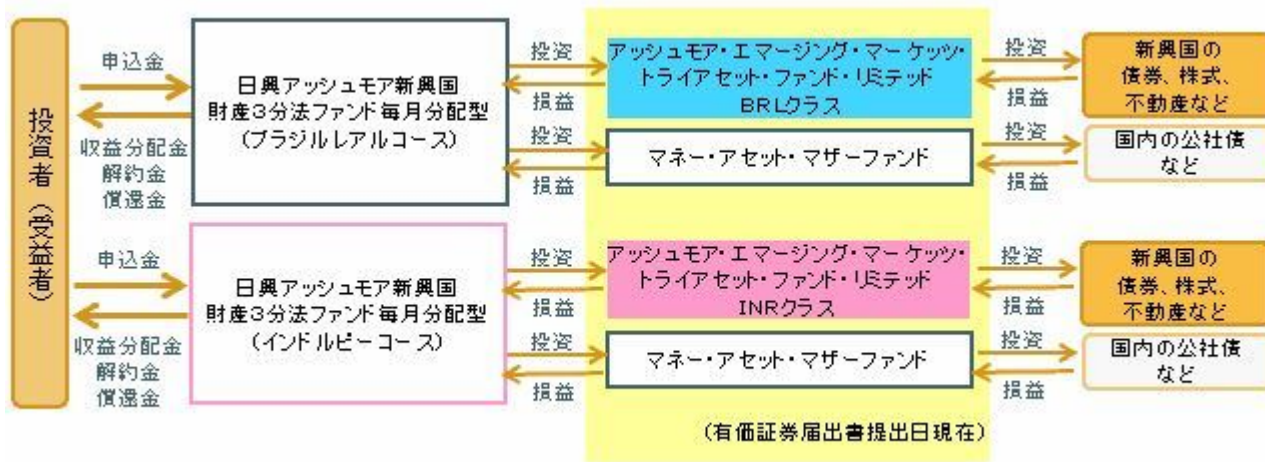 投資者（受益者）
申込金
収益分配金
解約金
償還金
日興アッシュモア新興国
財産3分法ファンド毎月分配型
(ブラジルレアルコース)
投資
損益
投資
損益
アッシュモア・エマージング・マーケッツ・
トライアセット・ファンド・リミテッド
BRLクラス
マネー・アセット・マザーファンド
投資
損益
投資
損益
新興国の
債券、株式、
不動産など
国内の公社債
など
申込金
収益分配金
解約金
償還金
日興アッシュモア新興国
財産3分法ファンド毎月分配型
(インドルピーコース)
投資
損益
投資
損益
アッシュモア・エマージング・マーケッツ・
トライアセット・ファンド・リミテッド
INRクラス
マネー・アセット・マザーファンド
投資
損益
投資
損益
新興国の
債券、株式、
不動産など
国内の公社債
など
(有価証券届出書提出日現在)